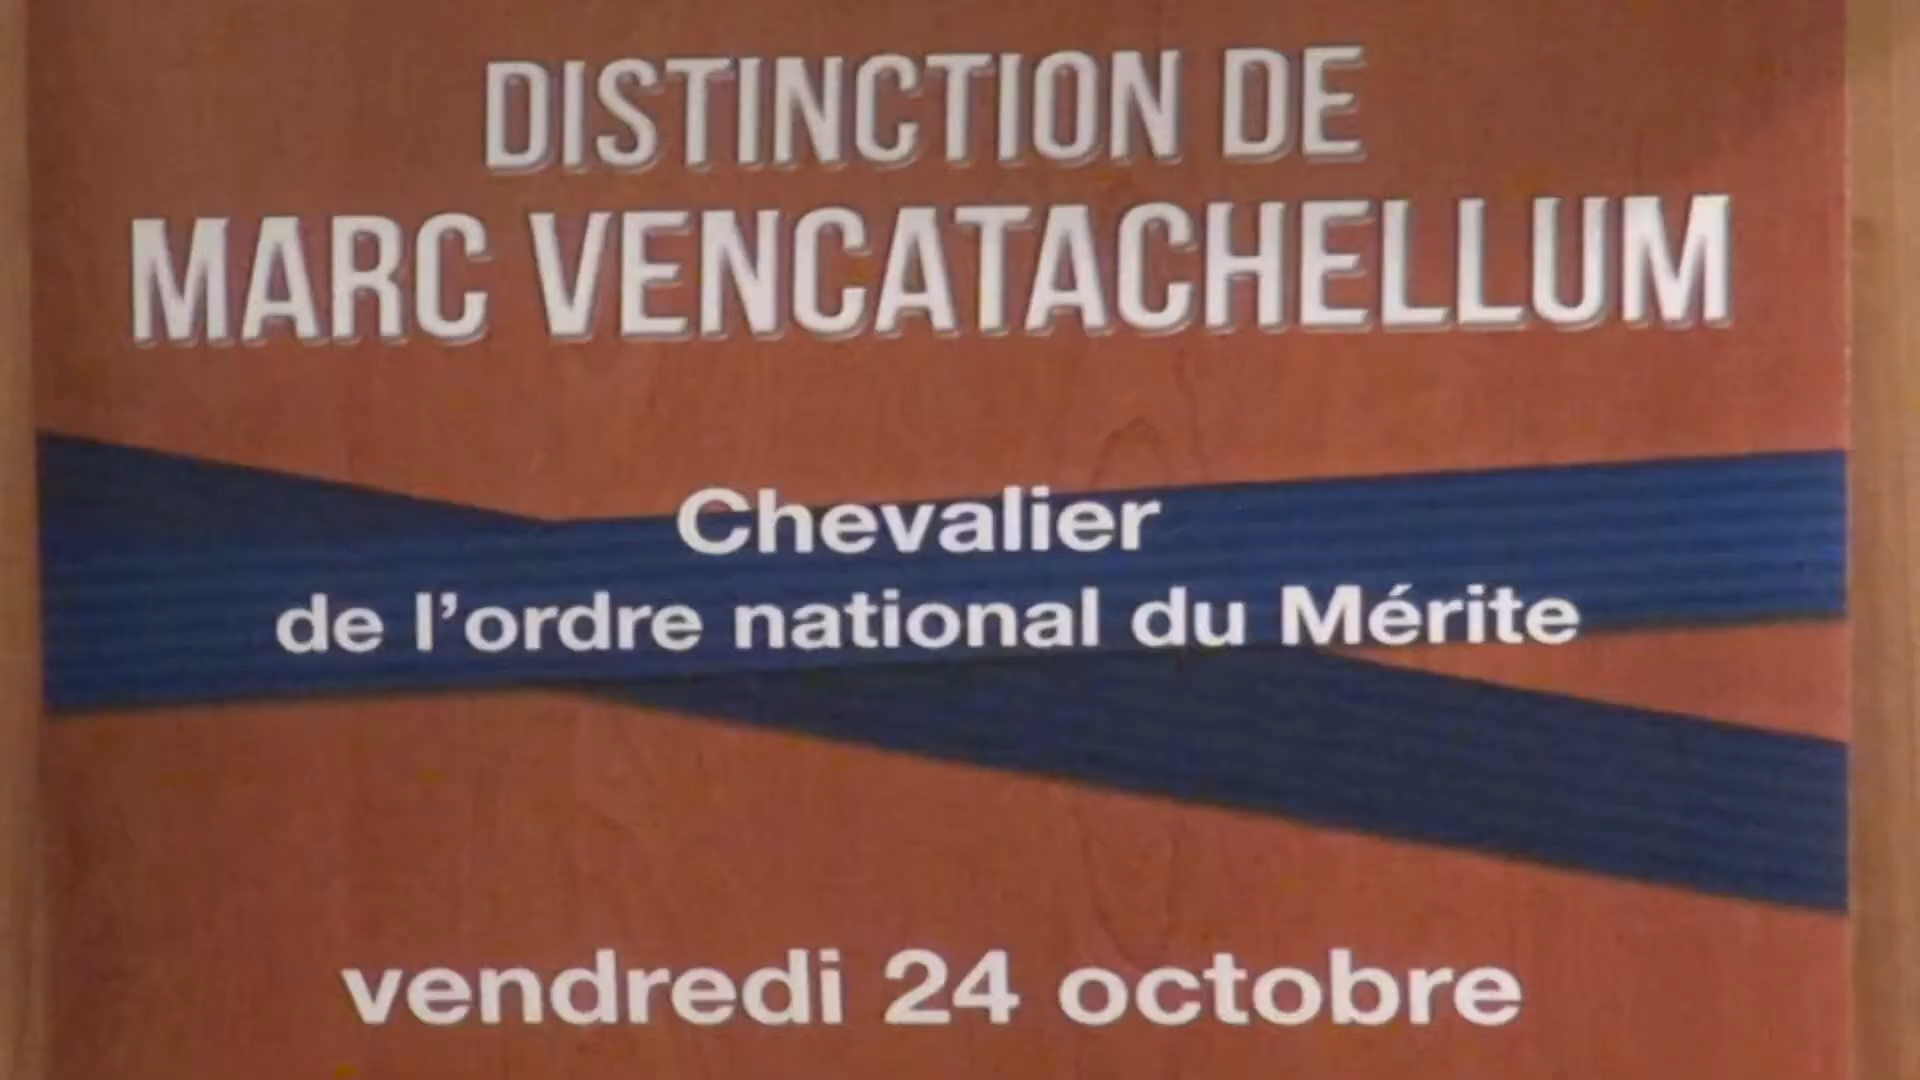 DISTINCTION DE
MARC VENCATACHELLUM
Chevalier
de l’ordre national du Mérite
vendredi 24 octobre